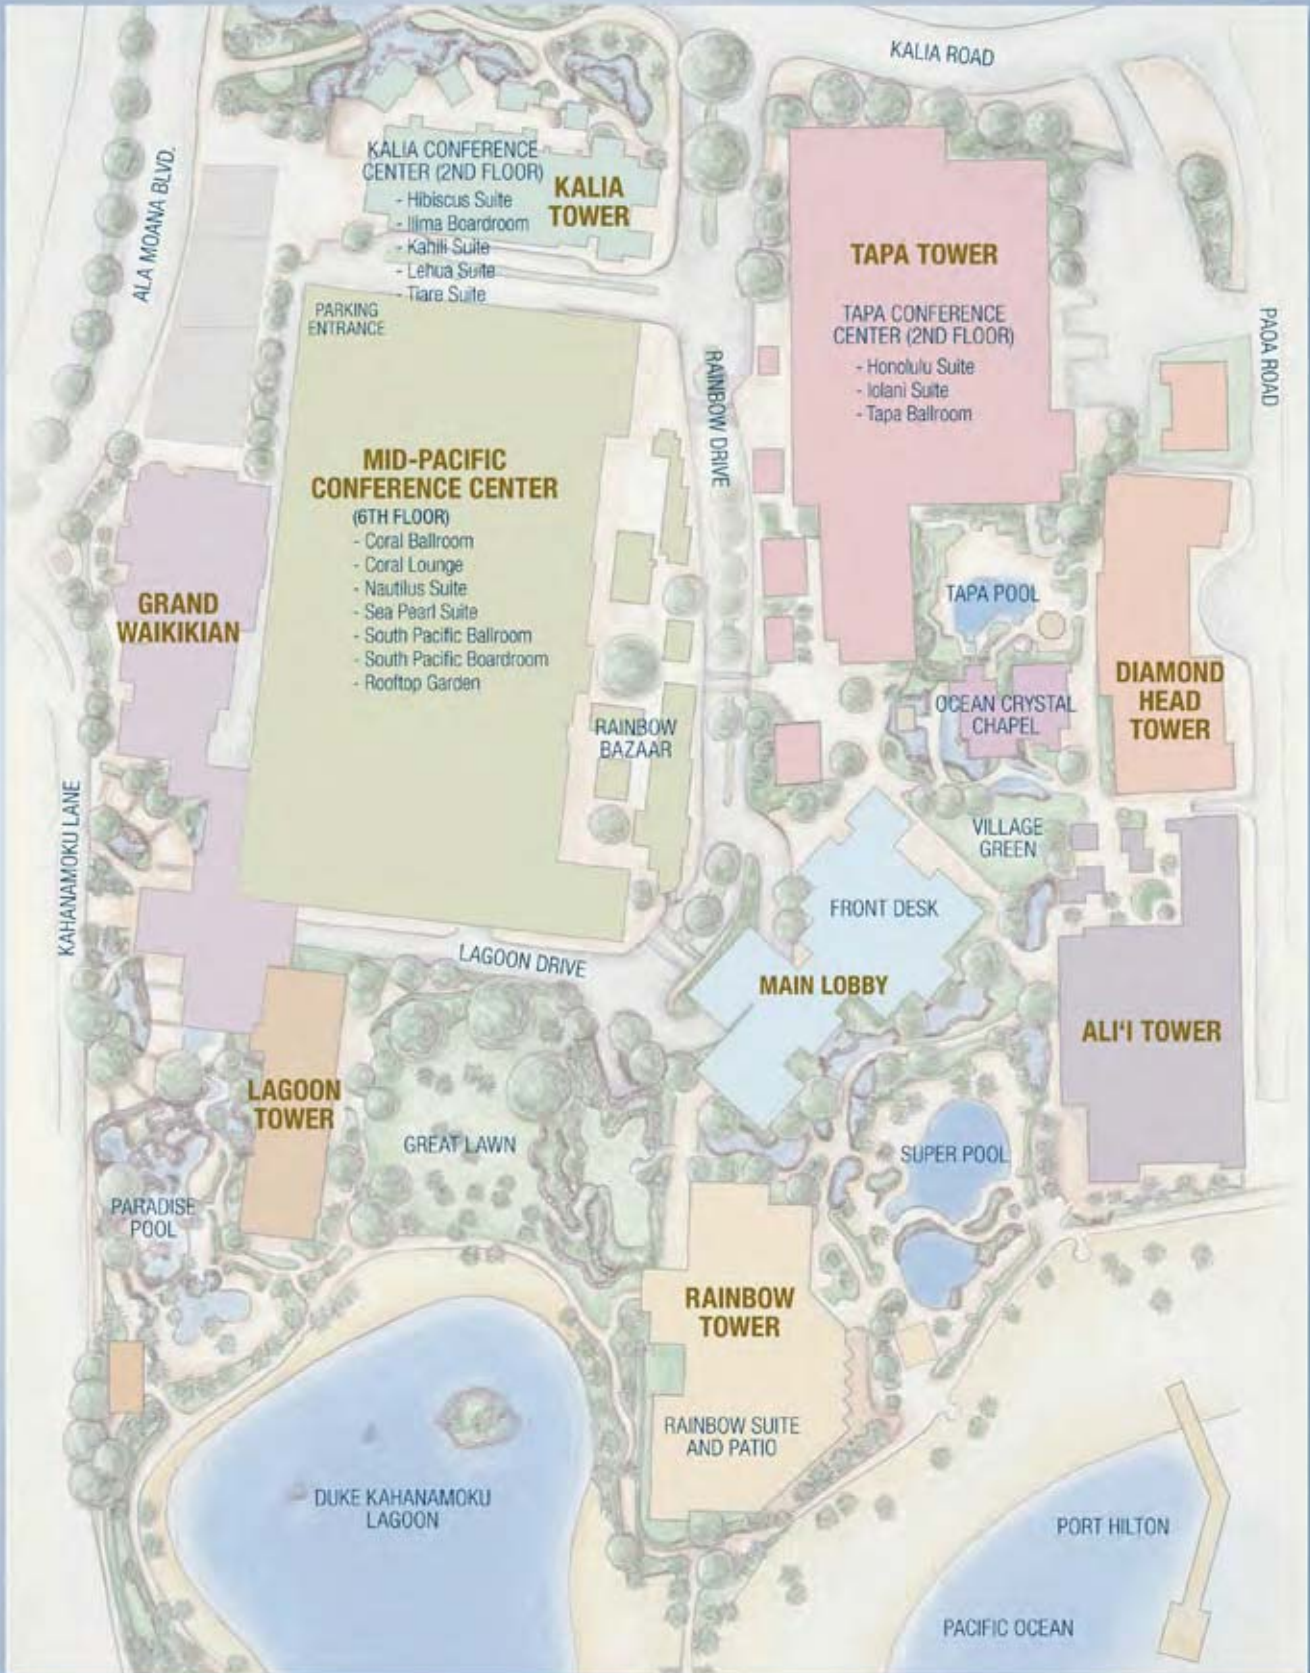 KALIA ROAD
KALIA CONFERENCE
CENTER (2ND FLOOR)
- Hibiscus Suite
- Ilima Boardroom
- Kahili Suite
- Lehua Suite
- Tiare Suite
KALIA
TOWER
ALA MOANA BLVD.
TAPA TOWER
TAPA CONFERENCE
CENTER (2ND FLOOR)
- Honolulu Suite
- Iolani Suite
- Tapa Ballroom
PARKING
ENTRANCE
RAINBOW DRIVE
PAOA ROAD
MID-PACIFIC
CONFERENCE CENTER
(6TH FLOOR)
- Coral Ballroom
- Coral Lounge
- Nautilus Suite
- Sea Pearl Suite
- South Pacific Ballroom
- South Pacific Boardroom
- Rooftop Garden
GRAND
WAIKIKIAN
TAPA POOL
DIAMOND
HEAD
TOWER
OCEAN CRYSTAL
CHAPEL
RAINBOW
BAZAAR
KAHANAMOKU LANE
VILLAGE
GREEN
FRONT DESK
LAGOON DRIVE
MAIN LOBBY
ALI'I TOWER
LAGOON
TOWER
GREAT LAWN
SUPER POOL
PARADISE
POOL
RAINBOW
TOWER
RAINBOW SUITE
AND PATIO
DUKE KAHANAMOKU
LAGOON
PORT HILTON
PACIFIC OCEAN